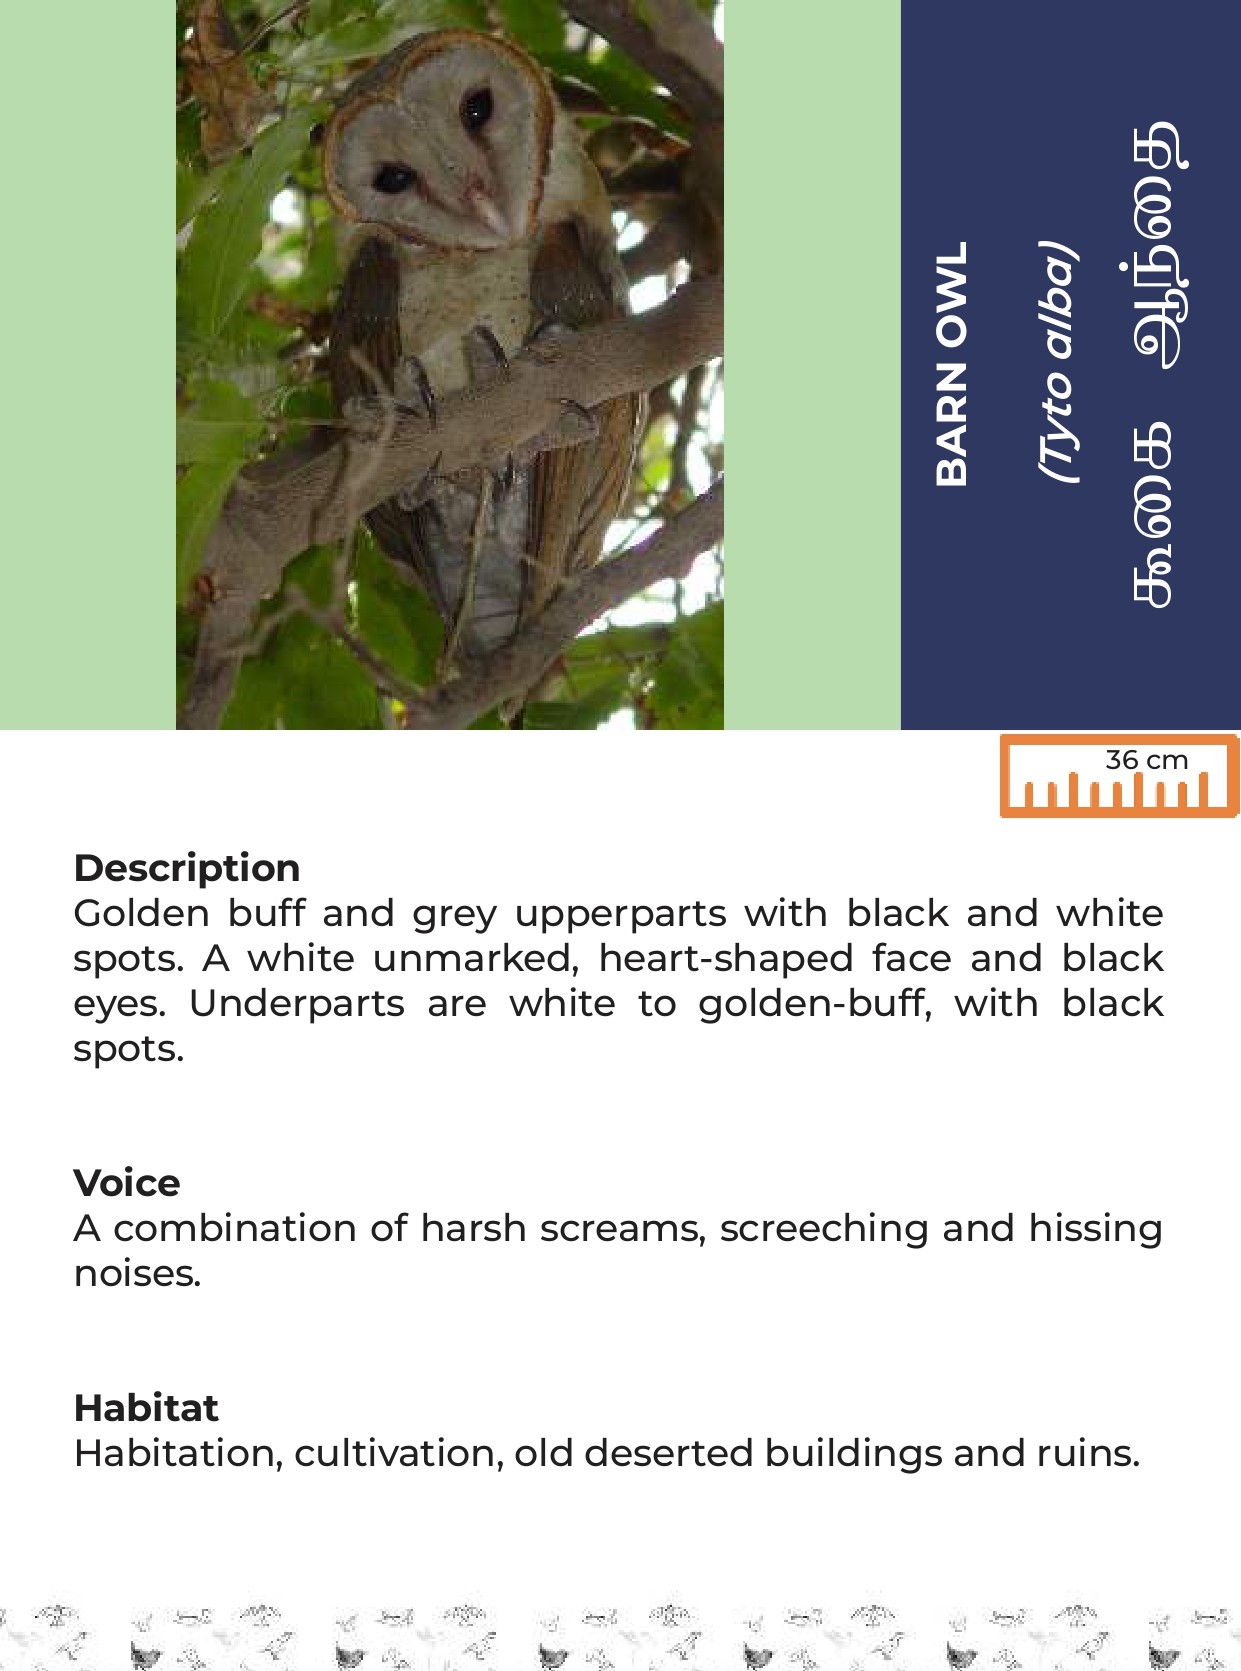 BARN OWL
(Tyto alba)
கூகை ஆந்தை
36 cm
Description
Golden buff and grey upperparts with black and white
spots. A white unmarked, heart-shaped face and black
eyes. Underparts are white to golden-buff, with black
spots.
Voice
A combination of harsh screams, screeching and hissing
noises.
Habitat
Habitation, cultivation, old deserted buildings and ruins.